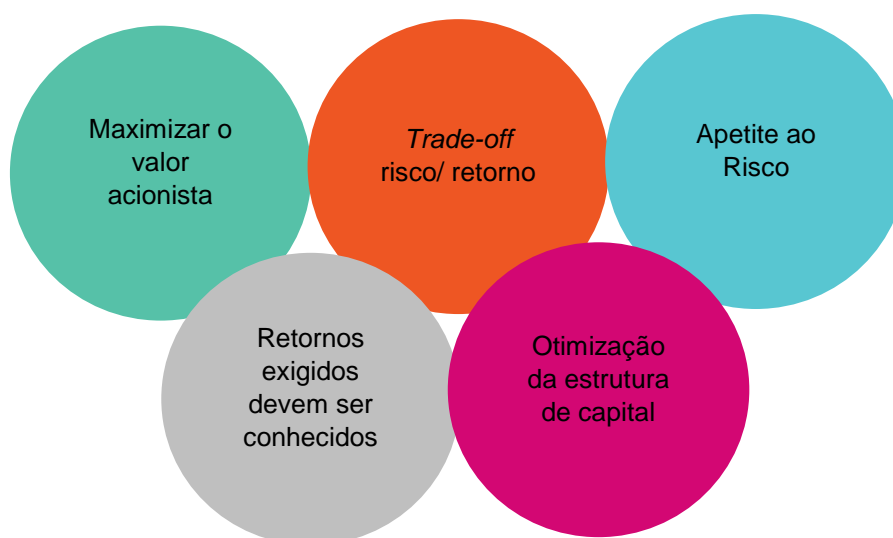 Maximizar o
valor
acionista
Trade-off
risco/ retorno
Apetite ao
Risco
Retornos
exigidos
devem ser
conhecidos
Otimização
da estrutura
de capital